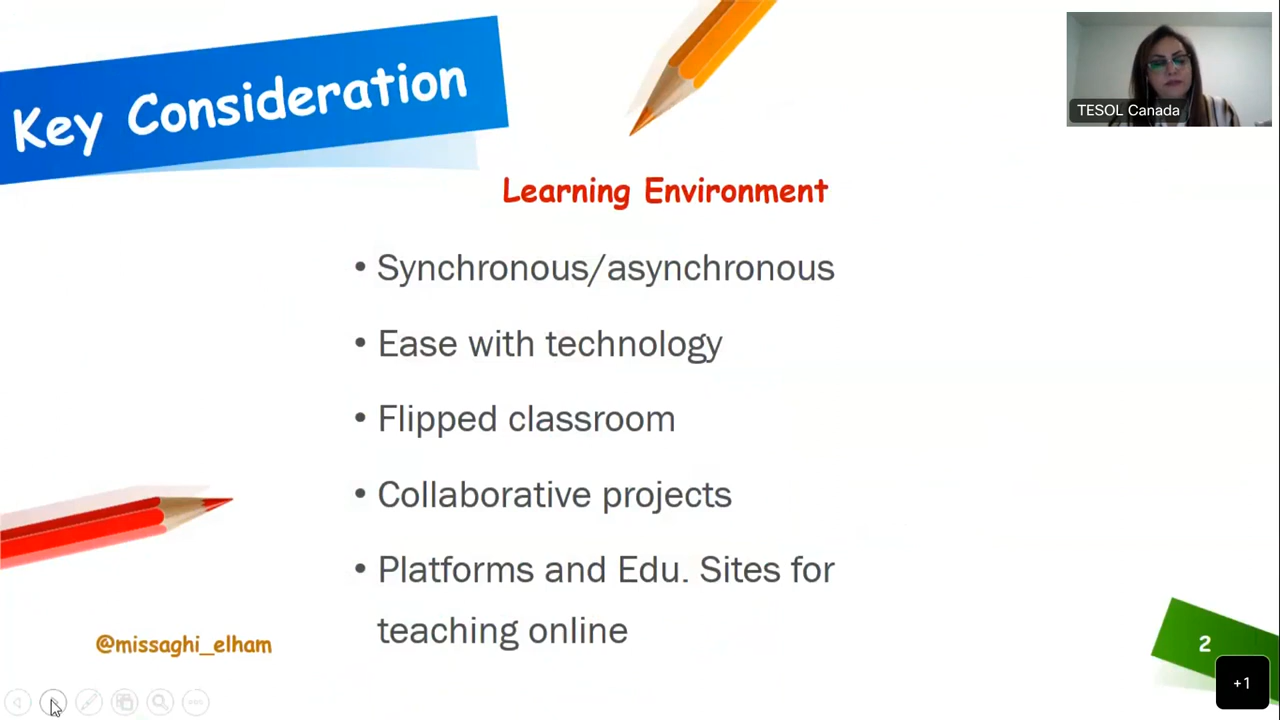 Key Consideration
TESOL Canada
Learning Environment
• Synchronous/asynchronous
• Ease with technology
• Flipped classroom
• Collaborative projects
• Platforms and Edu. Sites for
teaching online
@missaghi_elham
2
+1